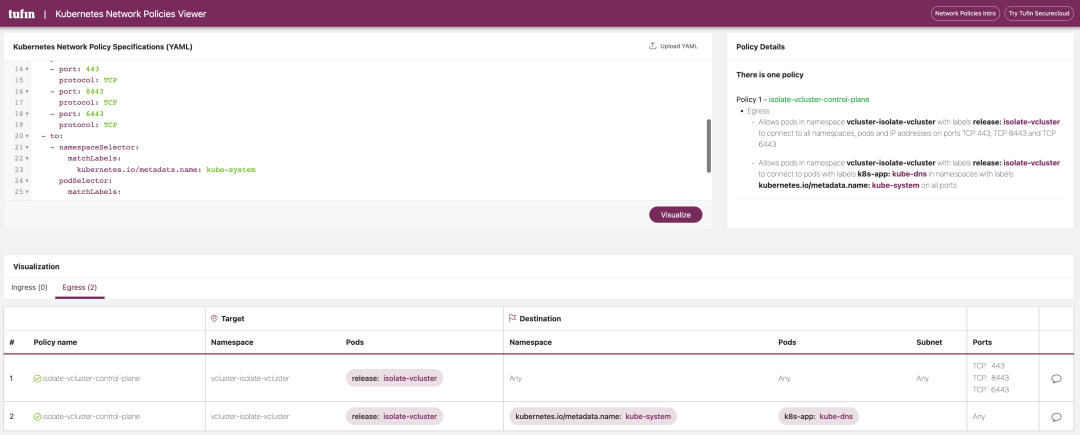 tufin | Kubernetes Network Policies Viewer
Network Policies Intro
Try Tufin Securecloud
Kubernetes Network Policy Specifications (YAML)
Upload YAML
14 - port: 443
15 protocol: TCP
16 - port: 8443
17 protocol: TCP
18 - port: 6443
19 protocol: TCP
20 - to:
21 - namespaceSelector:
22 matchLabels:
23 kubernetes.io/metadata.name: kube-system
24 podSelector:
25 matchLabels:
Visualize
Policy Details
There is one policy
Policy 1 - isolate-vcluster-control-plane
• Egress
- Allows pods in namespace vcluster-isolate-vcluster with labels release: isolate-vcluster
to connect to all namespaces, pods and IP addresses on ports TCP 443, TCP 8443 and TCP
6443
- Allows pods in namespace vcluster-isolate-vcluster with labels release: isolate-vcluster
to connect to pods with labels k8s-app: kube-dns in namespaces with labels
kubernetes.io/metadata.name: kube-system on all ports
Visualization
Ingress (0) Egress (2)
Target Destination
# Policy name Namespace Pods Namespace Pods Subnet Ports
1 isolate-vcluster-control-plane vcluster-isolate-vcluster release: isolate-vcluster Any Any Any TCP: 443
TCP: 8443
TCP: 6443
2 isolate-vcluster-control-plane vcluster-isolate-vcluster release: isolate-vcluster kubernetes.io/metadata.name: kube-system k8s-app: kube-dns Any